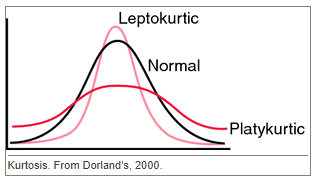 Leptokurtic
Normal
Platykurtic
Kurtosis. From Dorland's, 2000.